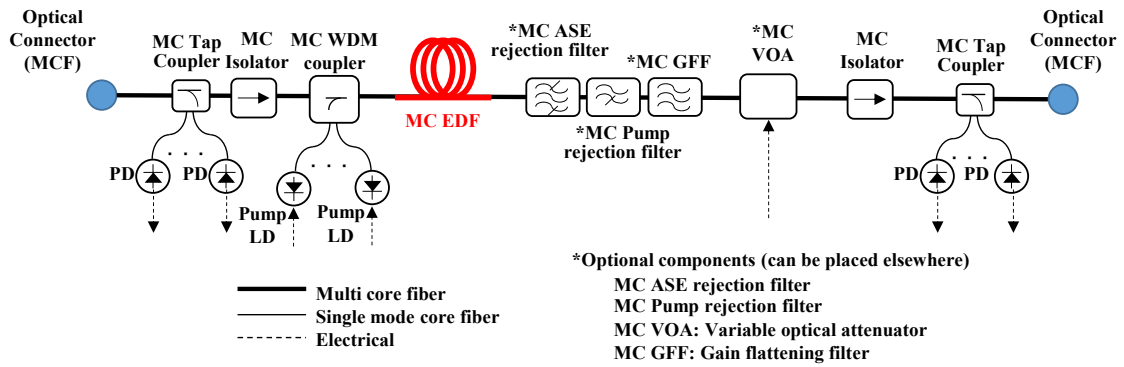 Optical
Connector
(MCF)
MC Tap
Coupler
MC
Isolator
MC WDM
coupler
MC EDF
*MC ASE
rejection filter
*MC Pump
rejection filter
*MC GFF
*MC
VOA
MC
Isolator
MC Tap
Coupler
Optical
Connector
(MCF)
. . .
PD
PD
. . .
Pump
LD
Pump
LD
. . .
PD
PD
Multi core fiber
Single mode core fiber
Electrical
*Optional components (can be placed elsewhere)
MC ASE rejection filter
MC Pump rejection filter
MC VOA: Variable optical attenuator
MC GFF: Gain flattening filter